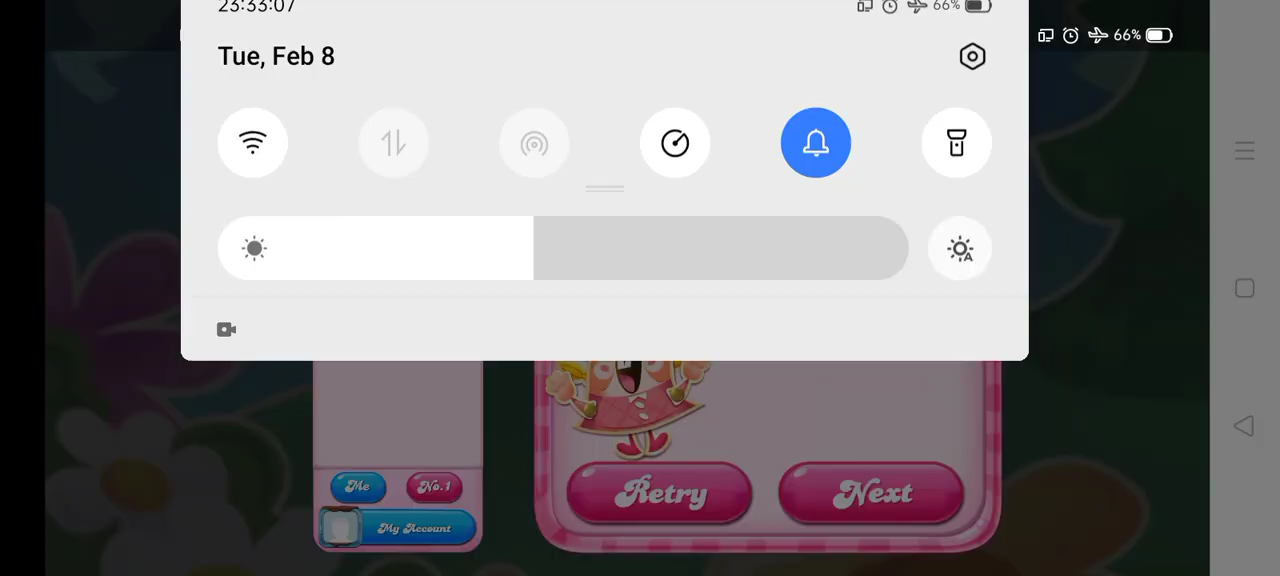 23:33:07
66%
66%
Tue, Feb 8
A
Me
No.1
My Account
Retry
Next